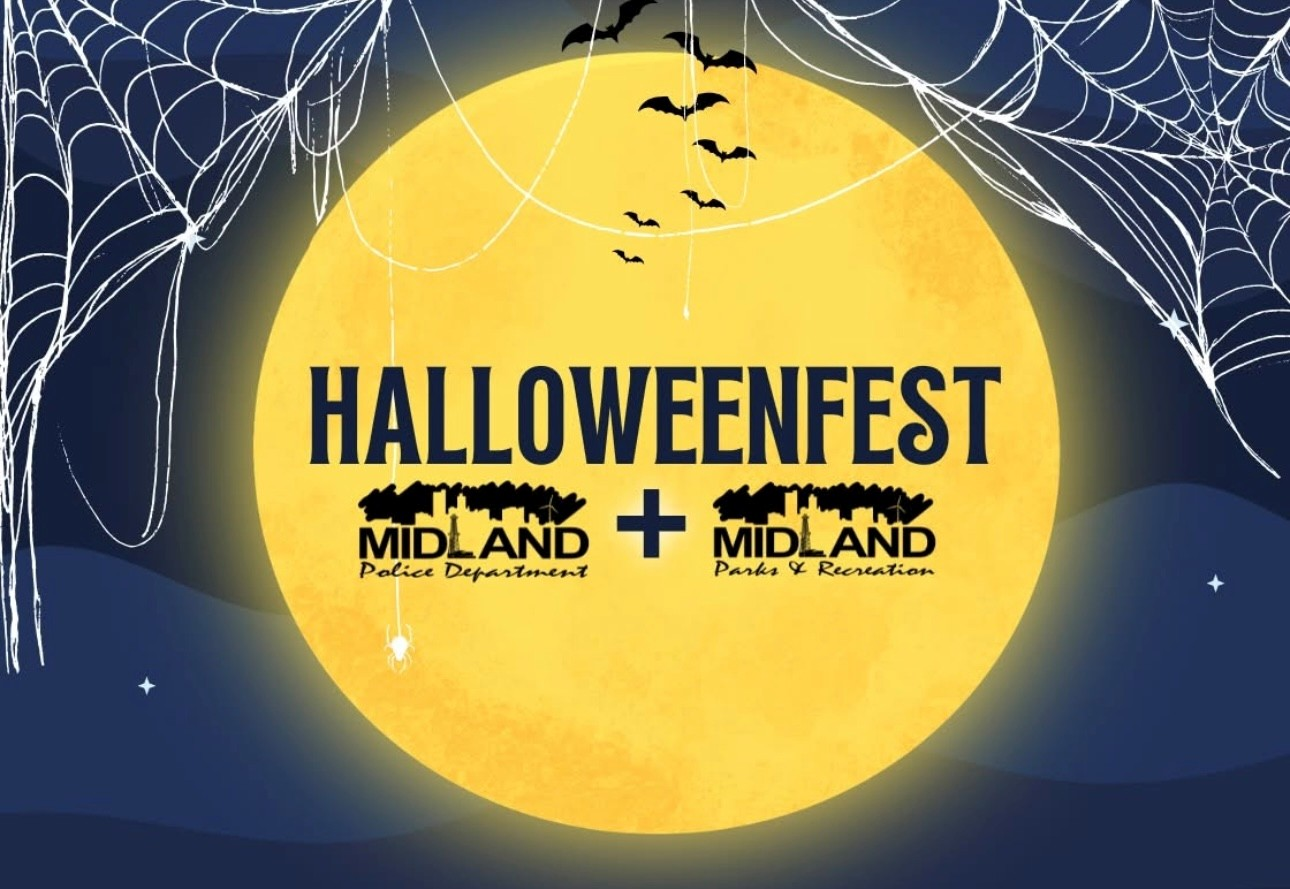 HALLOWEENFEST
MIDLAND + MIDLAND
Police Department Parks & Recreation